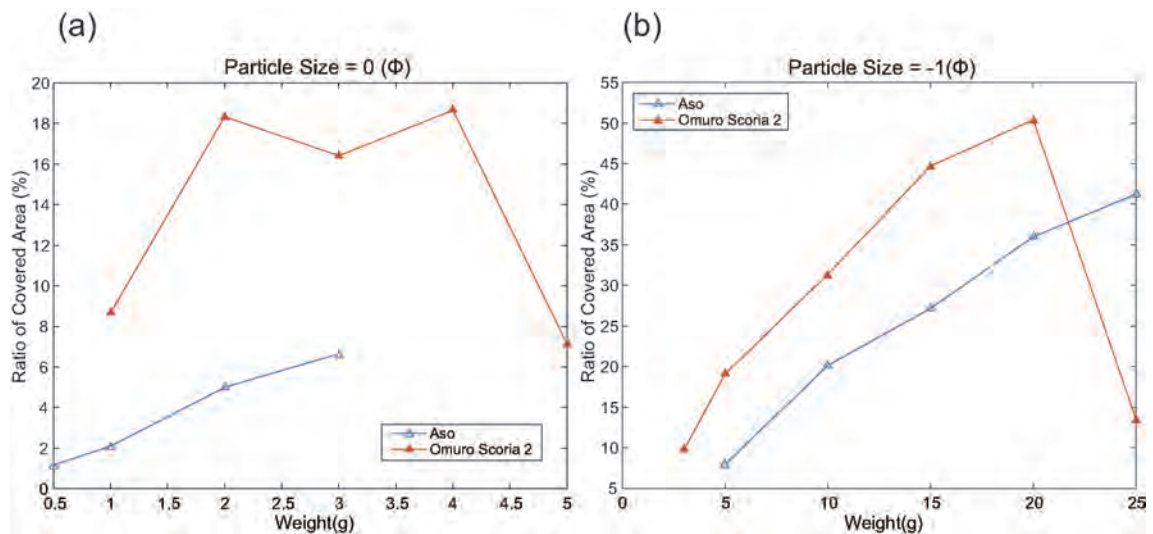 (a)
Particle Size = 0 (Φ)
Ratio of Covered Area (%)
20
18
16
14
12
10
8
6
4
2
0
0.5 1 1.5 2 2.5 3 3.5 4 4.5 5
Weight(g)
Aso
Omuro Scoria 2
(b)
Particle Size = -1(Φ)
Ratio of Covered Area (%)
55
50
45
40
35
30
25
20
15
10
5
0 5 10 15 20 25
Weight(g)
Aso
Omuro Scoria 2